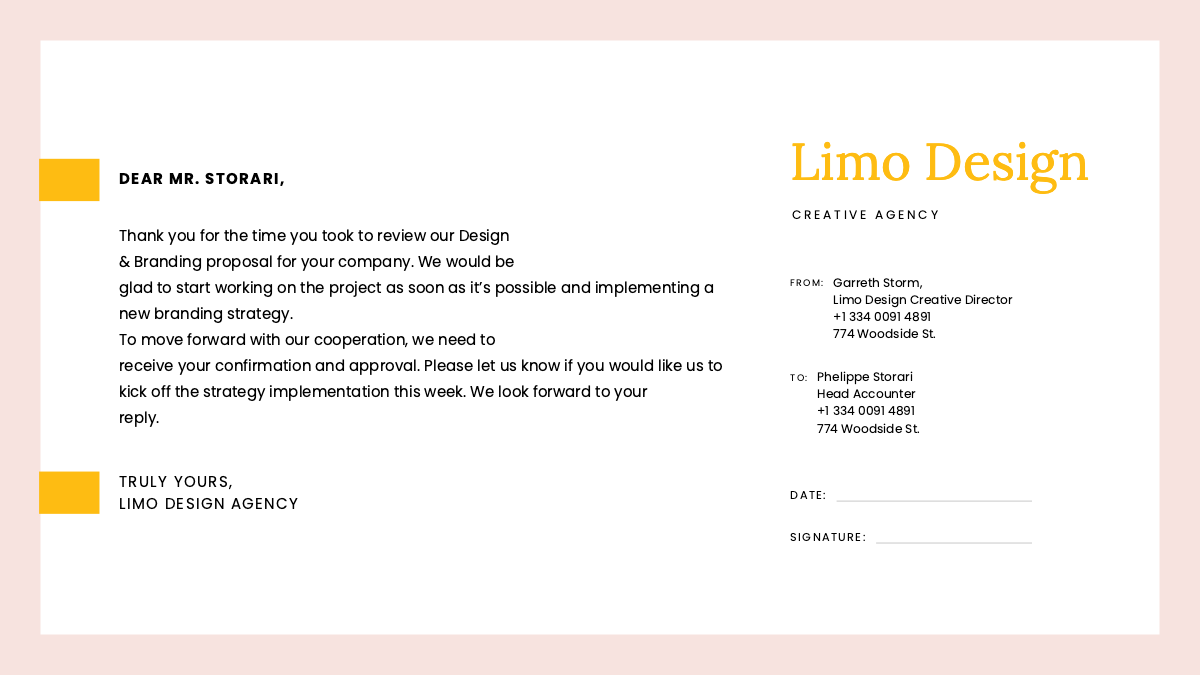 DEAR MR. STORARI,
Thank you for the time you took to review our Design
& Branding proposal for your company. We would be
glad to start working on the project as soon as it’s possible and implementing a
new branding strategy.
To move forward with our cooperation, we need to
receive your confirmation and approval. Please let us know if you would like us to
kick off the strategy implementation this week. We look forward to your
reply.
TRULY YOURS,
LIMO DESIGN AGENCY
Limo Design
CREATIVE AGENCY
FROM: Garreth Storm,
Limo Design Creative Director
+1 334 0091 4891
774 Woodside St.
TO: Phelippe Storari
Head Accounter
+1 334 0091 4891
774 Woodside St.
DATE:
SIGNATURE: